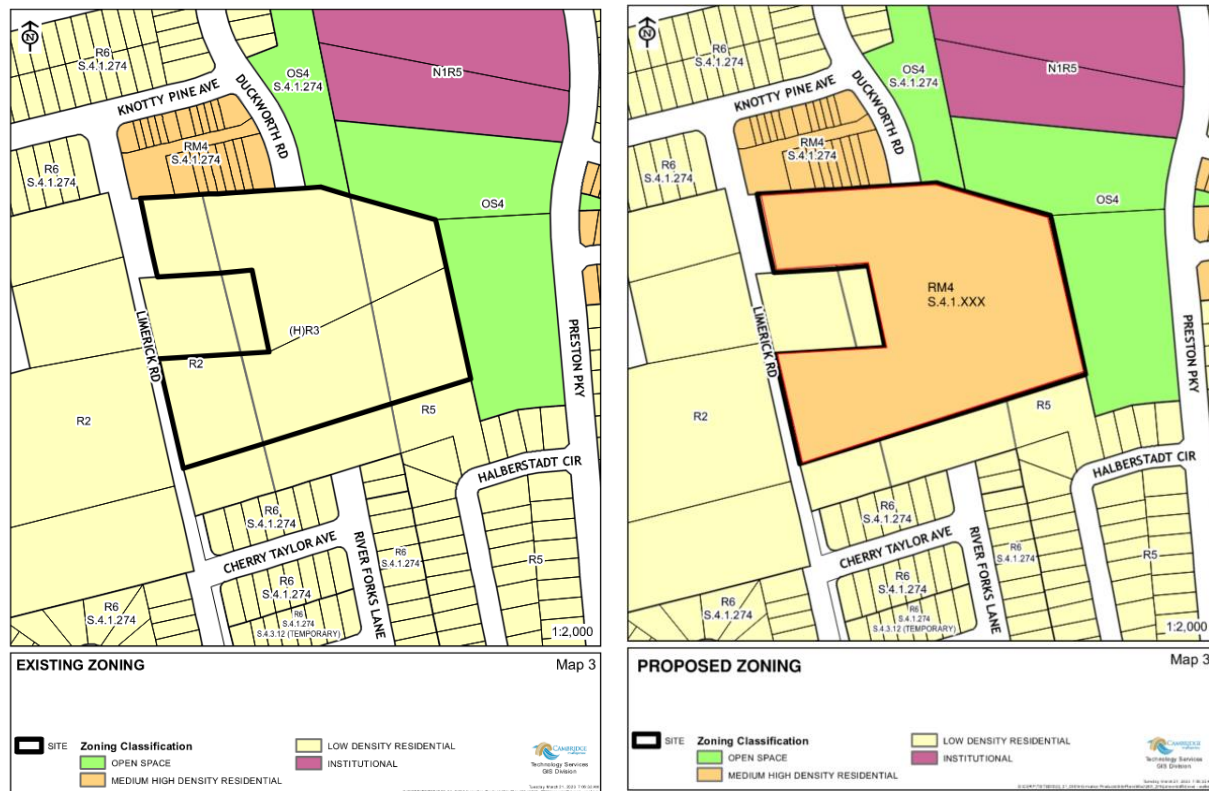 N
R6
S.4.1.274
KNOTTY PINE AVE
DUCKWORTH RD
OS4
S.4.1.274
N1R5
R6
S.4.1.274
RM4
S.4.1.274
OS4
(H)R3
R2
LIMERICK RD
PRESTON PKY
R2
R5
HALBERSTADT CIR
R6
S.4.1.274
CHERRY TAYLOR AVE
RIVER FORKS LANE
R6
S.4.1.274
R5
R6
S.4.1.274
R6
S.4.1.274
R6
S.4.1.274
S.4.3.12 (TEMPORARY)
1:2,000
EXISTING ZONING
Map 3
SITE
Zoning Classification
OPEN SPACE
MEDIUM HIGH DENSITY RESIDENTIAL
LOW DENSITY RESIDENTIAL
INSTITUTIONAL
CAMBRIDGE
Technology Services
GIS Division
N
R6
S.4.1.274
KNOTTY PINE AVE
DUCKWORTH RD
OS4
S.4.1.274
N1R5
R6
S.4.1.274
RM4
S.4.1.274
OS4
RM4
S.4.1.XXX
LIMERICK RD
PRESTON PKY
R2
R5
HALBERSTADT CIR
R6
S.4.1.274
CHERRY TAYLOR AVE
RIVER FORKS LANE
R6
S.4.1.274
R5
R6
S.4.1.274
R6
S.4.1.274
R6
S.4.1.274
S.4.3.12 (TEMPORARY)
1:2,000
PROPOSED ZONING
Map 3
SITE
Zoning Classification
OPEN SPACE
MEDIUM HIGH DENSITY RESIDENTIAL
LOW DENSITY RESIDENTIAL
INSTITUTIONAL
CAMBRIDGE
Technology Services
GIS Division